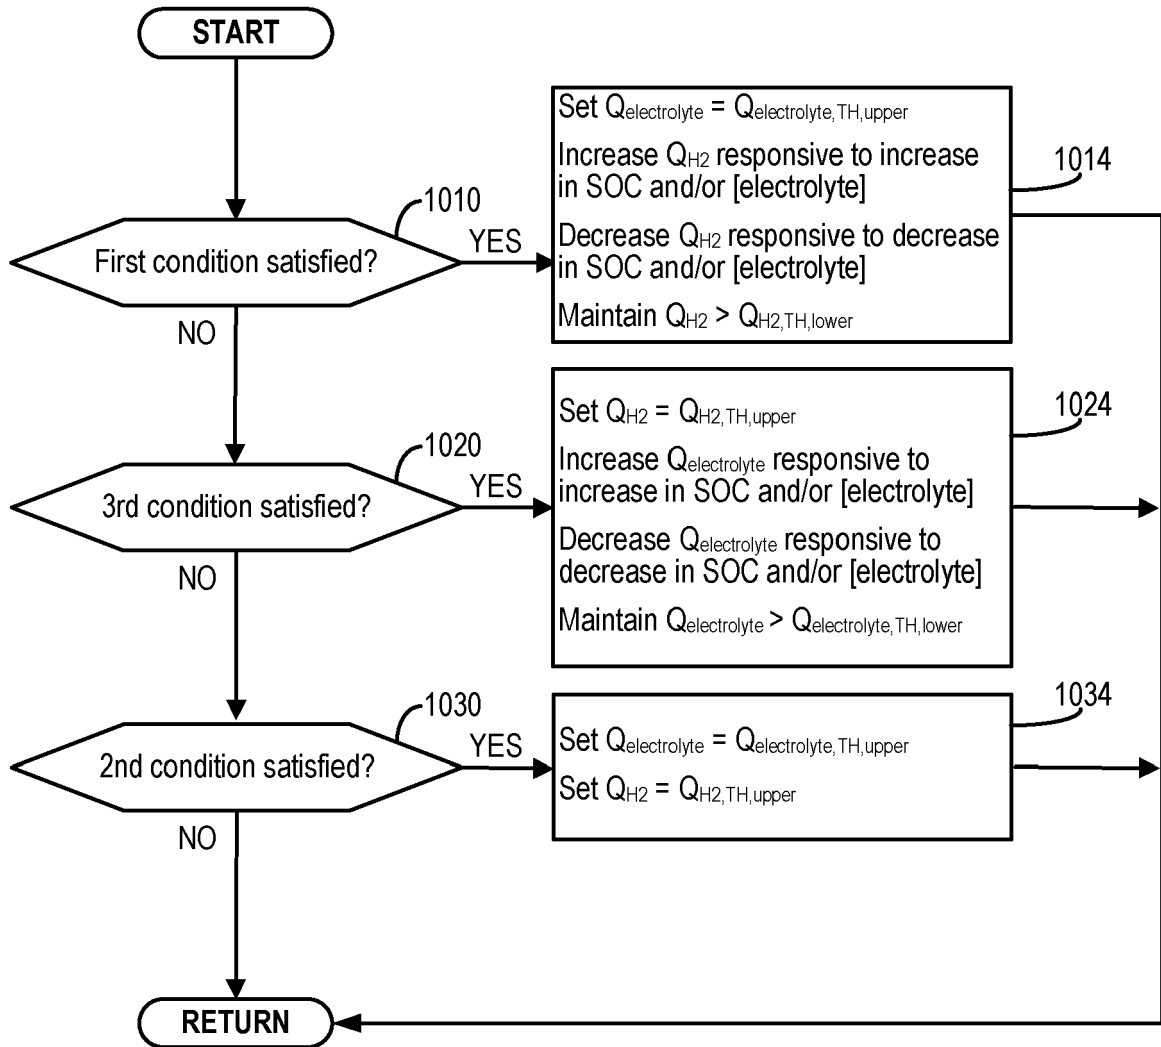 START
Set Qelectrolyte = Qelectrolyte,TH,upper
Increase QH2 responsive to increase
in SOC and/or [electrolyte]
Decrease QH2 responsive to decrease
in SOC and/or [electrolyte]
Maintain QH2 > QH2,TH,lower
1014
1010
First condition satisfied?
YES
NO
Set QH2 = QH2,TH,upper
Increase Qelectrolyte responsive to
increase in SOC and/or [electrolyte]
Decrease Qelectrolyte responsive to
decrease in SOC and/or [electrolyte]
Maintain Qelectrolyte > Qelectrolyte,TH,lower
1024
1020
3rd condition satisfied?
YES
NO
Set Qelectrolyte = Qelectrolyte,TH,upper
Set QH2 = QH2,TH,upper
1034
1030
2nd condition satisfied?
YES
NO
RETURN